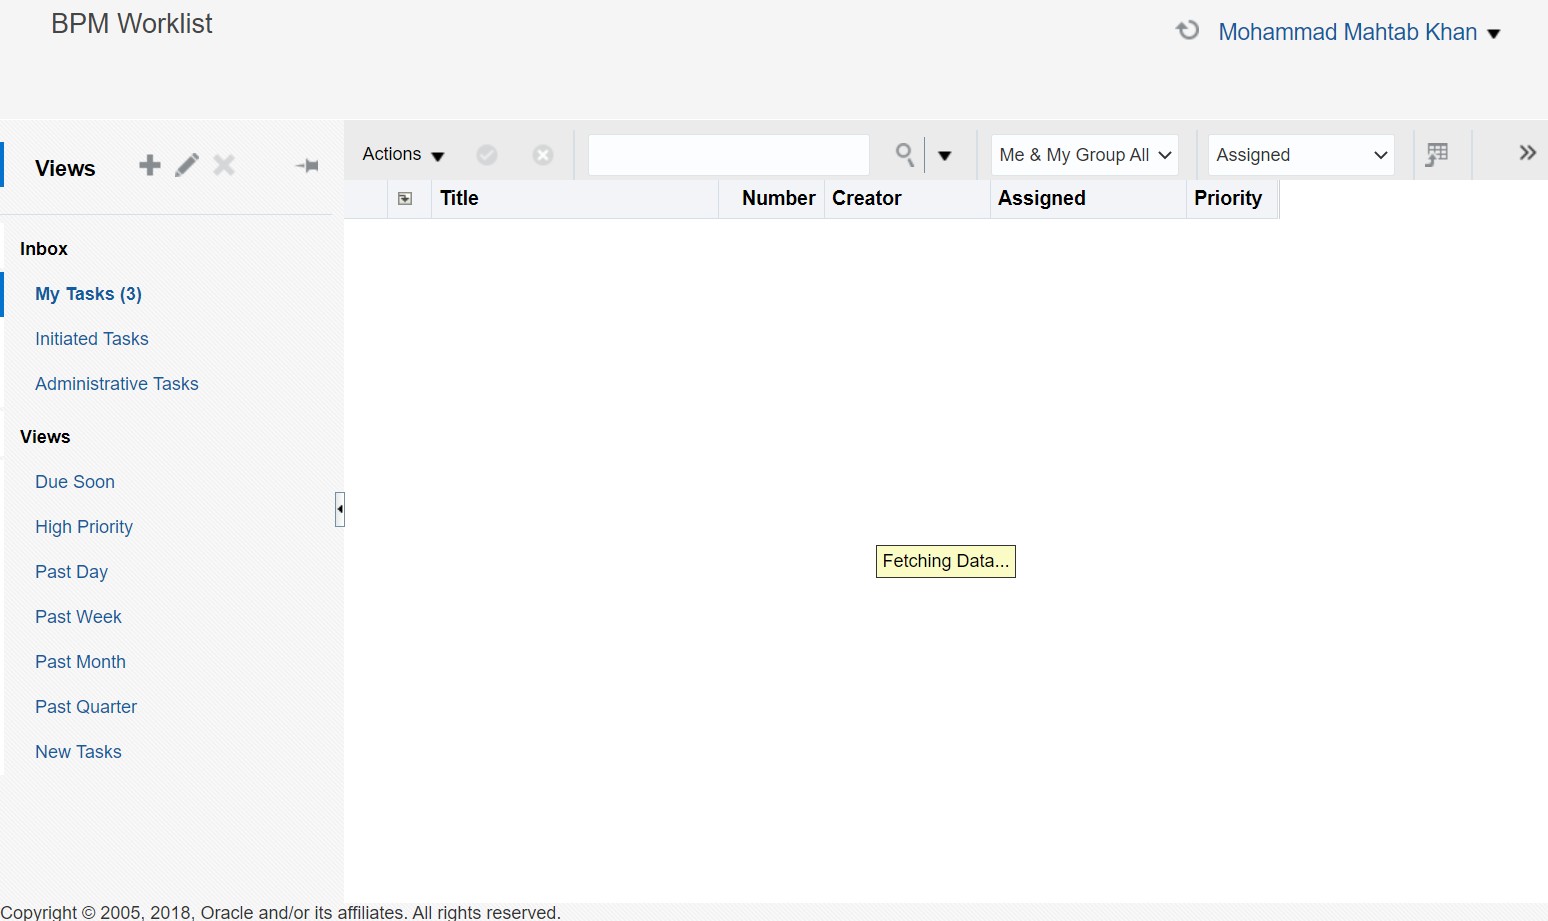 BPM Worklist
Mohammad Mahtab Khan
Views
Actions
Me & My Group All
Assigned
Title
Number
Creator
Assigned
Priority
Inbox
My Tasks (3)
Initiated Tasks
Administrative Tasks
Views
Due Soon
High Priority
Past Day
Past Week
Past Month
Past Quarter
New Tasks
Fetching Data...
Copyright © 2005, 2018, Oracle and/or its affiliates. All rights reserved.